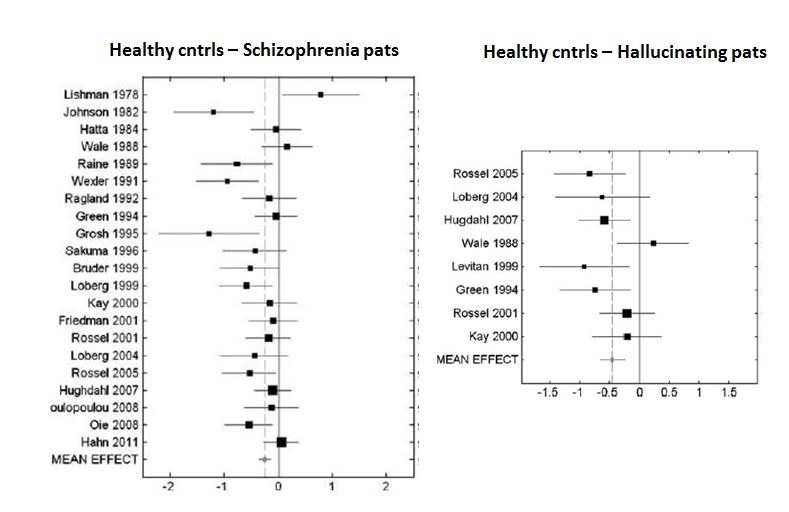 Healthy cntrls – Schizophrenia pats
Lishman 1978
Johnson 1982
Hatta 1984
Wale 1988
Raine 1989
Wexler 1991
Ragland 1992
Green 1994
Grosh 1995
Sakuma 1996
Bruder 1999
Loberg 1999
Kay 2000
Friedman 2001
Rossel 2001
Loberg 2004
Rossel 2005
Hughdahl 2007
oulopoulou 2008
Oie 2008
Hahn 2011
MEAN EFFECT
-2 -1 0 1 2
Healthy cntrls – Hallucinating pats
Rossel 2005
Loberg 2004
Hugdahl 2007
Wale 1988
Levitan 1999
Green 1994
Rossel 2001
Kay 2000
MEAN EFFECT
-1.5 -1 -0.5 0 0.5 1 1.5